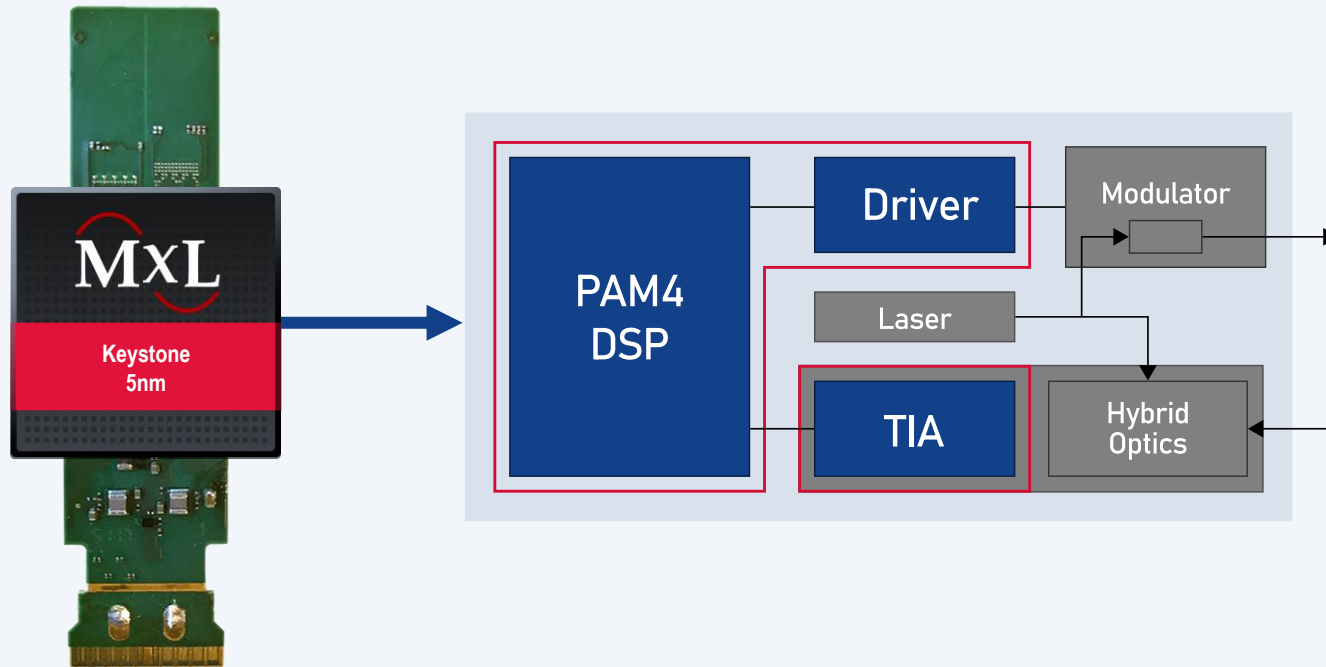 MxL
Keystone
5nm
PAM4
DSP
Driver
Modulator
Laser
TIA
Hybrid
Optics